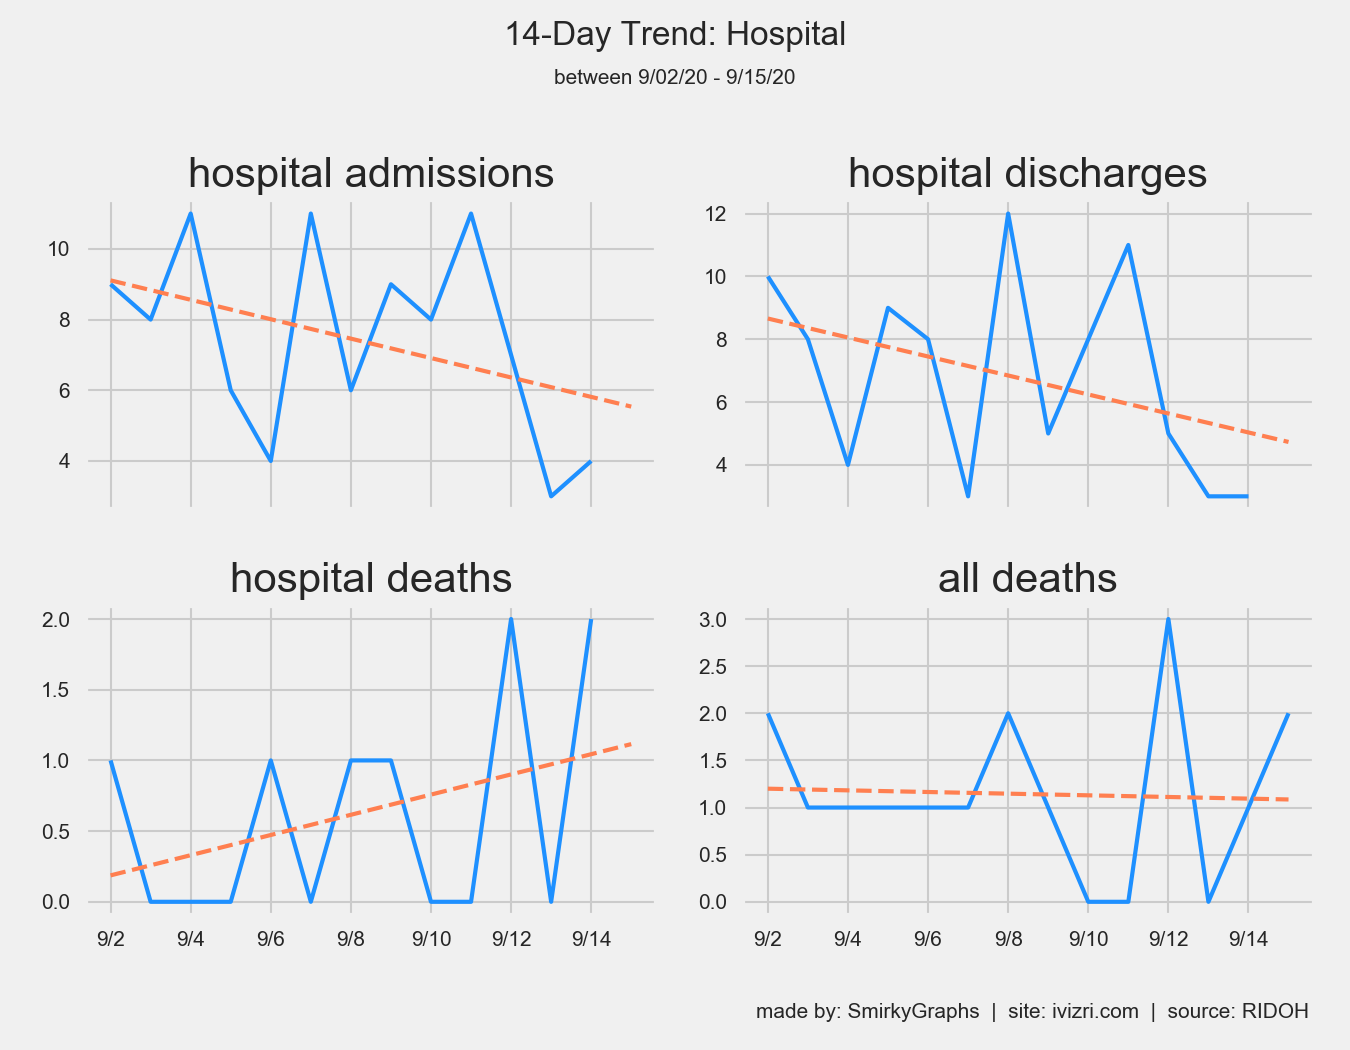 14-Day Trend: Hospital
between 9/02/20 - 9/15/20
hospital admissions
10
8
6
4
hospital discharges
12
10
8
6
4
hospital deaths
2.0
1.5
1.0
0.5
0.0
9/2 9/4 9/6 9/8 9/10 9/12 9/14
all deaths
3.0
2.5
2.0
1.5
1.0
0.5
0.0
9/2 9/4 9/6 9/8 9/10 9/12 9/14
made by: SmirkyGraphs | site: ivizri.com | source: RIDOH